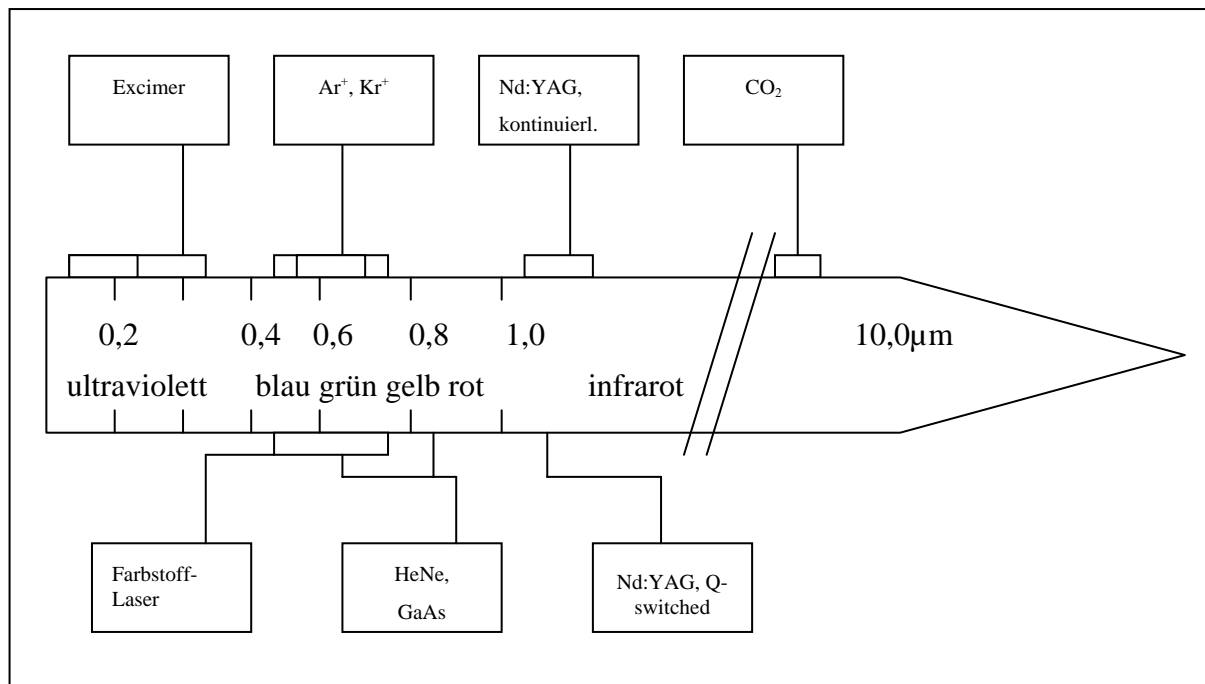 Excimer
Ar⁺, Kr⁺
Nd:YAG,
kontinuierl.
CO₂
0,2 0,4 0,6 0,8 1,0 10,0µm
ultraviolett blau grün gelb rot infrarot
Farbstoff-
Laser
HeNe,
GaAs
Nd:YAG, Q-
switched